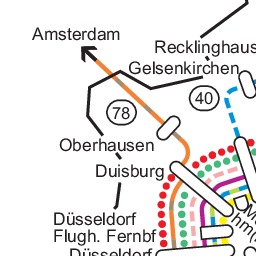 Amsterdam
Recklinghaus
Gelsenkirchen
78
40
Oberhausen
Duisburg
Düsseldorf
Flugh. Fernbf
Düsseldorf